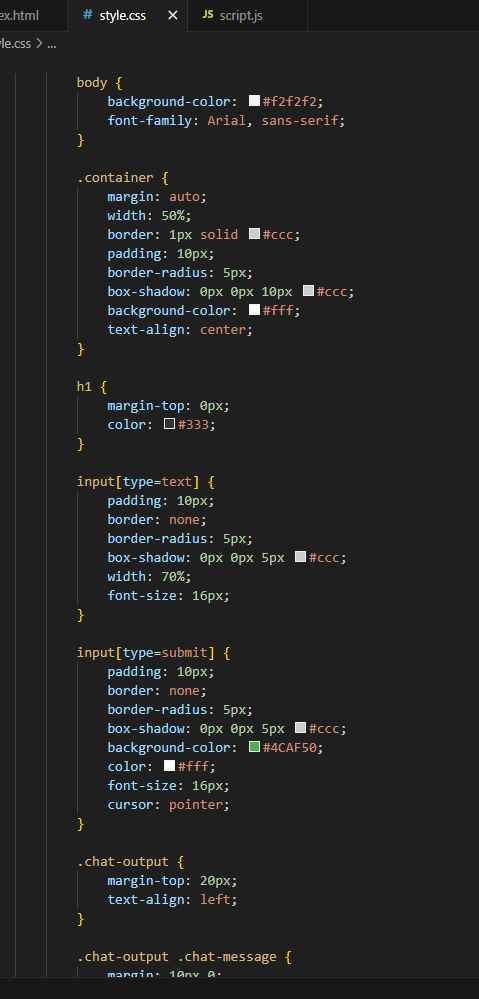 ex.html
# style.css ×
JS script.js
le.css > ...
body {
background-color: #f2f2f2;
font-family: Arial, sans-serif;
}
.container {
margin: auto;
width: 50%;
border: 1px solid #ccc;
padding: 10px;
border-radius: 5px;
box-shadow: 0px 0px 10px #ccc;
background-color: #fff;
text-align: center;
}
h1 {
margin-top: 0px;
color: #333;
}
input[type=text] {
padding: 10px;
border: none;
border-radius: 5px;
box-shadow: 0px 0px 5px #ccc;
width: 70%;
font-size: 16px;
}
input[type=submit] {
padding: 10px;
border: none;
border-radius: 5px;
box-shadow: 0px 0px 5px #ccc;
background-color: #4CAF50;
color: #fff;
font-size: 16px;
cursor: pointer;
}
.chat-output {
margin-top: 20px;
text-align: left;
}
.chat-output .chat-message {
margin: 10px 0;